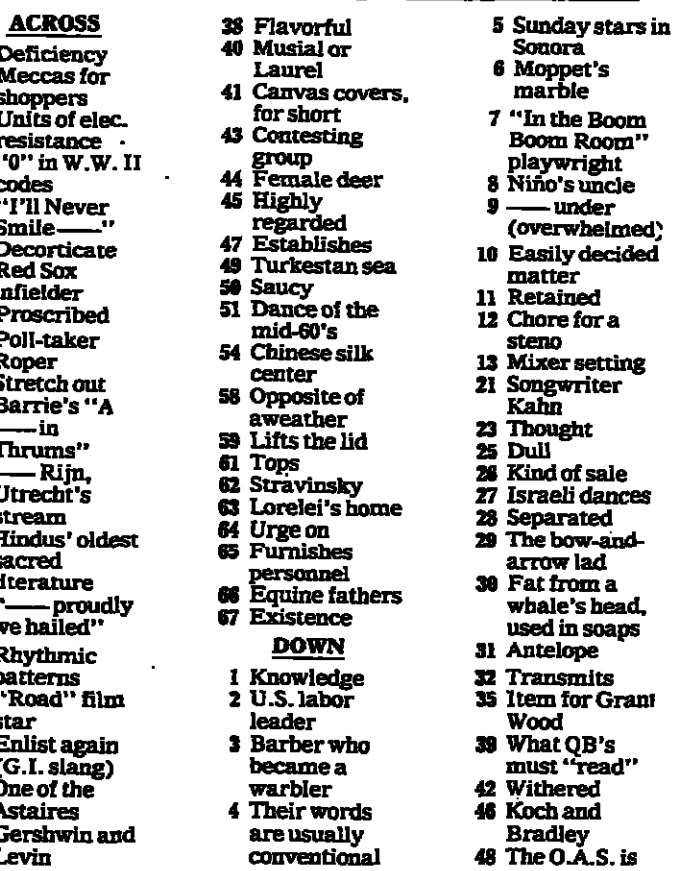 ACROSS
Deficiency
Meccas for
shoppers
Units of elec.
resistance
"0" in W.W. II
codes
"I'll Never
Smile——"
Decorticate
Red Sox
infielder
Proscribed
Poll-taker
Roper
Stretch out
Barrie's "A
——in
Thrums"
—— Rijn,
Utrecht's
stream
Hindus' oldest
sacred
literature
"—— proudly
we hailed"
Rhythmic
patterns
"Road" film
star
Enlist again
(G.I. slang)
One of the
Astaires
Gershwin and
Levin
38 Flavorful
40 Musial or
Laurel
41 Canvas covers,
for short
43 Contesting
group
44 Female deer
45 Highly
regarded
47 Establishes
49 Turkestan sea
50 Saucy
51 Dance of the
mid-60's
54 Chinese silk
center
58 Opposite of
aweather
59 Lifts the lid
61 Tops
62 Stravinsky
63 Lorelei's home
64 Urge on
65 Furnishes
personnel
66 Equine fathers
67 Existence
DOWN
1 Knowledge
2 U.S. labor
leader
3 Barber who
became a
warbler
4 Their words
are usually
conventional
5 Sunday stars in
Sonora
6 Moppet's
marble
7 "In the Boom
Boom Room"
playwright
8 Niño's uncle
9 —— under
(overwhelmed)
10 Easily decided
matter
11 Retained
12 Chore for a
steno
13 Mixer setting
21 Songwriter
Kahn
23 Thought
25 Dull
26 Kind of sale
27 Israeli dances
28 Separated
29 The bow-and-
arrow lad
30 Fat from a
whale's head,
used in soaps
31 Antelope
32 Transmits
35 Item for Grant
Wood
39 What QB's
must "read"
42 Withered
46 Koch and
Bradley
48 The O.A.S. is